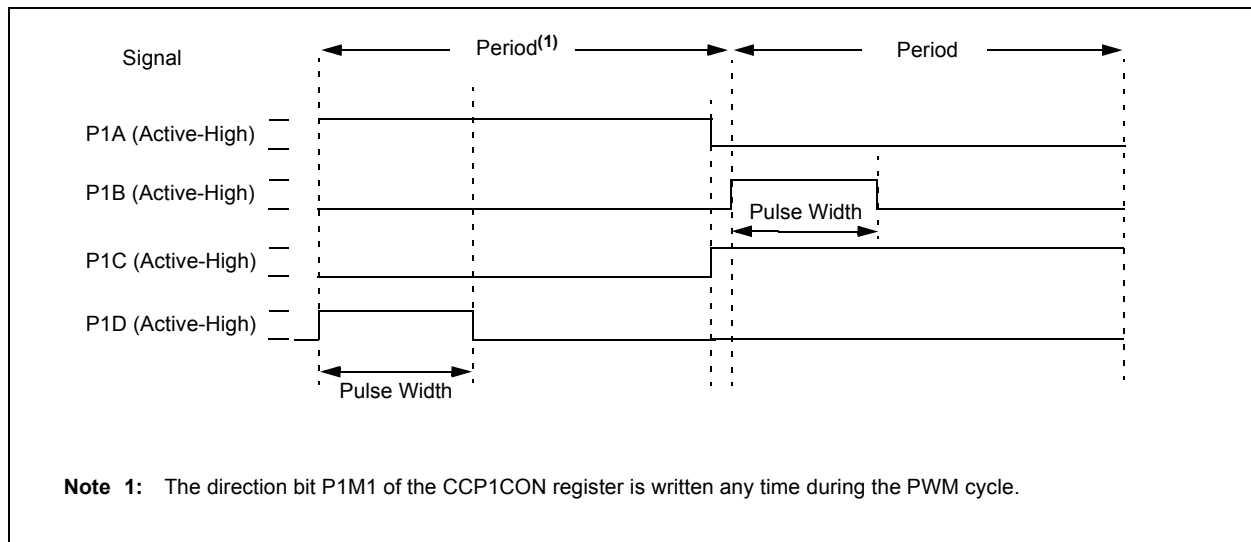 Signal
Period(1)
Period
P1A (Active-High)
P1B (Active-High)
Pulse Width
P1C (Active-High)
P1D (Active-High)
Pulse Width
Note 1: The direction bit P1M1 of the CCP1CON register is written any time during the PWM cycle.